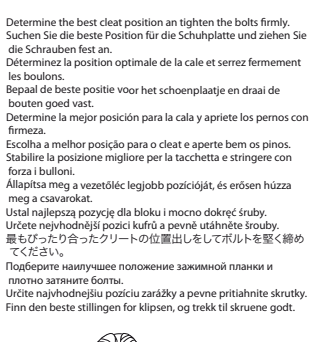 Determine the best cleat position an tighten the bolts firmly.
Suchen Sie die beste Position für die Schuhplatte und ziehen Sie
die Schrauben fest an.
Déterminez la position optimale de la cale et serrez fermement
les boulons.
Bepaal de beste positie voor het schoenplaatje en draai de
bouten goed vast.
Determine la mejor posición para la cala y apriete los pernos con
firmeza.
Escolha a melhor posição para o cleat e aperte bem os pinos.
Stabilire la posizione migliore per la tacchetta e stringere con
forza i bulloni.
Állapítsa meg a vezetőléc legjobb pozícióját, és erősen húzza
meg a csavarokat.
Ustal najlepszą pozycję dla bloku i mocno dokręć śruby.
Určete nejvhodnější pozici kufrů a pevně utáhněte šrouby.
最もぴったり合ったクリートの位置出しをしてボルトを堅く締め
てください。
Подберите наилучшее положение зажимной планки и
плотно затяните болты.
Určite najvhodnejšiu pozíciu zarážky a pevne pritiahnite skrutky.
Finn den beste stillingen for klipsen, og trekk til skruene godt.